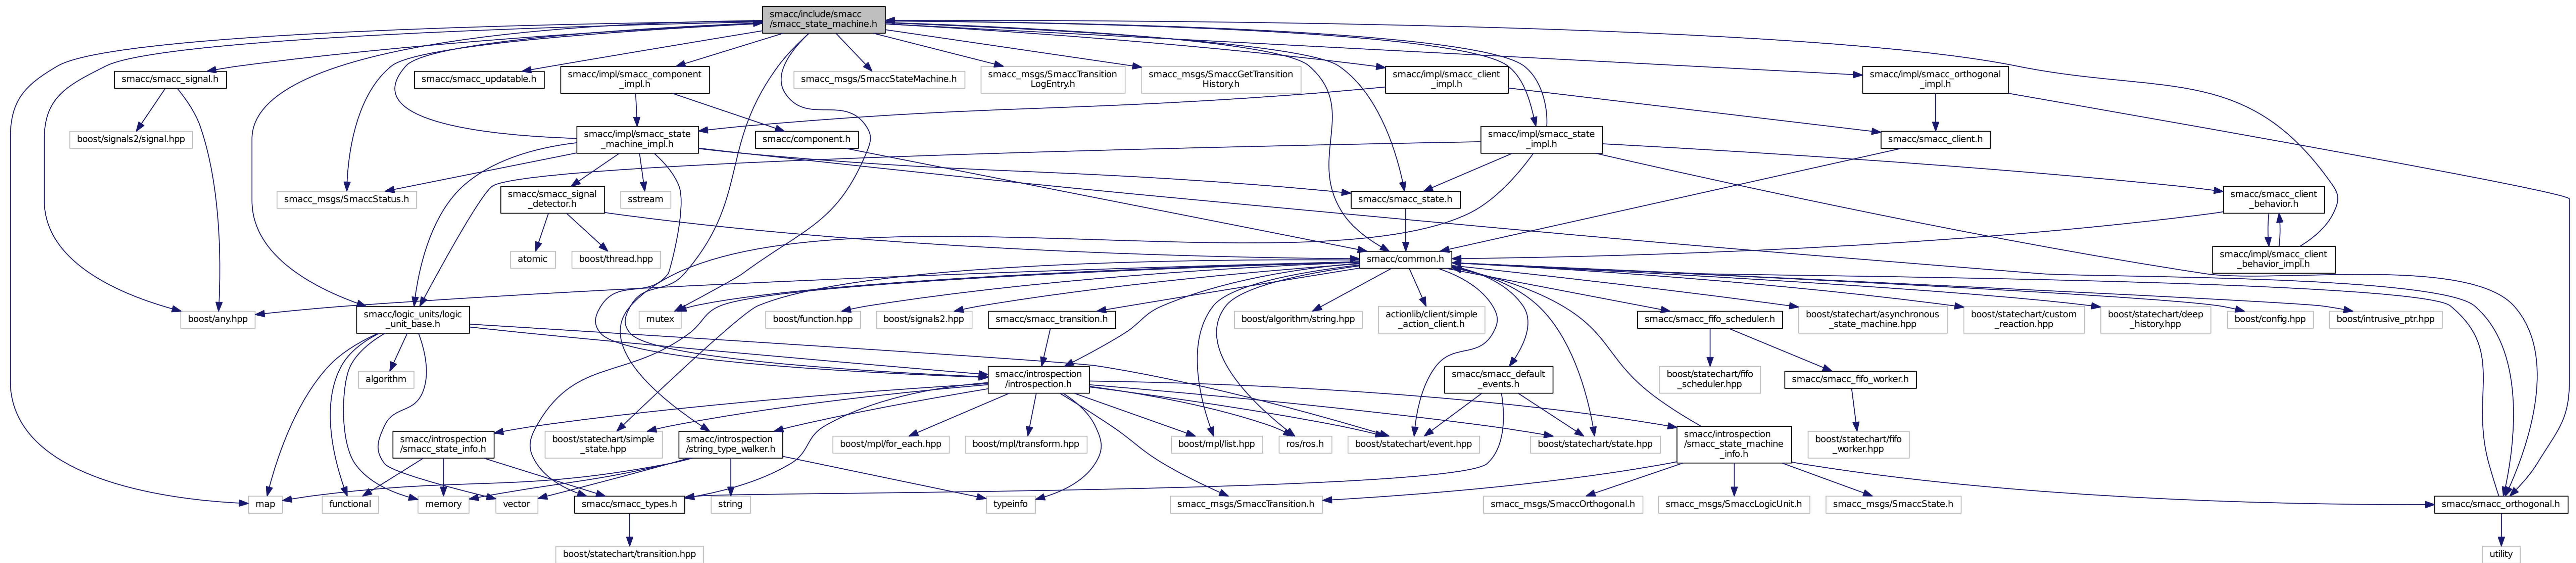 smacc/include/smacc
/smacc_state_machine.h
smacc/smacc_signal.h
smacc/smacc_updatable.h
smacc/impl/smacc_component
_impl.h
smacc_msgs/SmaccStateMachine.h
smacc_msgs/SmaccTransition
LogEntry.h
smacc_msgs/SmaccGetTransition
History.h
smacc/impl/smacc_client
_impl.h
smacc/impl/smacc_orthogonal
_impl.h
boost/signals2/signal.hpp
smacc/impl/smacc_state
_machine_impl.h
smacc/component.h
smacc/impl/smacc_state
_impl.h
smacc/smacc_client.h
smacc_msgs/SmaccStatus.h
smacc/smacc_signal
_detector.h
sstream
smacc/smacc_state.h
smacc/smacc_client
_behavior.h
atomic
boost/thread.hpp
smacc/common.h
smacc/impl/smacc_client
_behavior_impl.h
boost/any.hpp
smacc/logic_units/logic
_unit_base.h
mutex
boost/function.hpp
boost/signals2.hpp
smacc/smacc_transition.h
boost/algorithm/string.hpp
actionlib/client/simple
_action_client.h
smacc/smacc_fifo_scheduler.h
boost/statechart/asynchronous
_state_machine.hpp
boost/statechart/custom
_reaction.hpp
boost/statechart/deep
_history.hpp
boost/config.hpp
boost/intrusive_ptr.hpp
algorithm
smacc/introspection
/introspection.h
smacc/smacc_default
_events.h
boost/statechart/fifo
_scheduler.hpp
smacc/smacc_fifo_worker.h
smacc/introspection
/smacc_state_info.h
boost/statechart/simple
_state.hpp
smacc/introspection
/string_type_walker.h
boost/mpl/for_each.hpp
boost/mpl/transform.hpp
boost/mpl/list.hpp
ros/ros.h
boost/statechart/event.hpp
boost/statechart/state.hpp
smacc/introspection
/smacc_state_machine
_info.h
boost/statechart/fifo
_worker.hpp
map
functional
memory
vector
smacc/smacc_types.h
string
typeinfo
smacc_msgs/SmaccTransition.h
smacc_msgs/SmaccOrthogonal.h
smacc_msgs/SmaccLogicUnit.h
smacc_msgs/SmaccState.h
smacc/smacc_orthogonal.h
boost/statechart/transition.hpp
utility